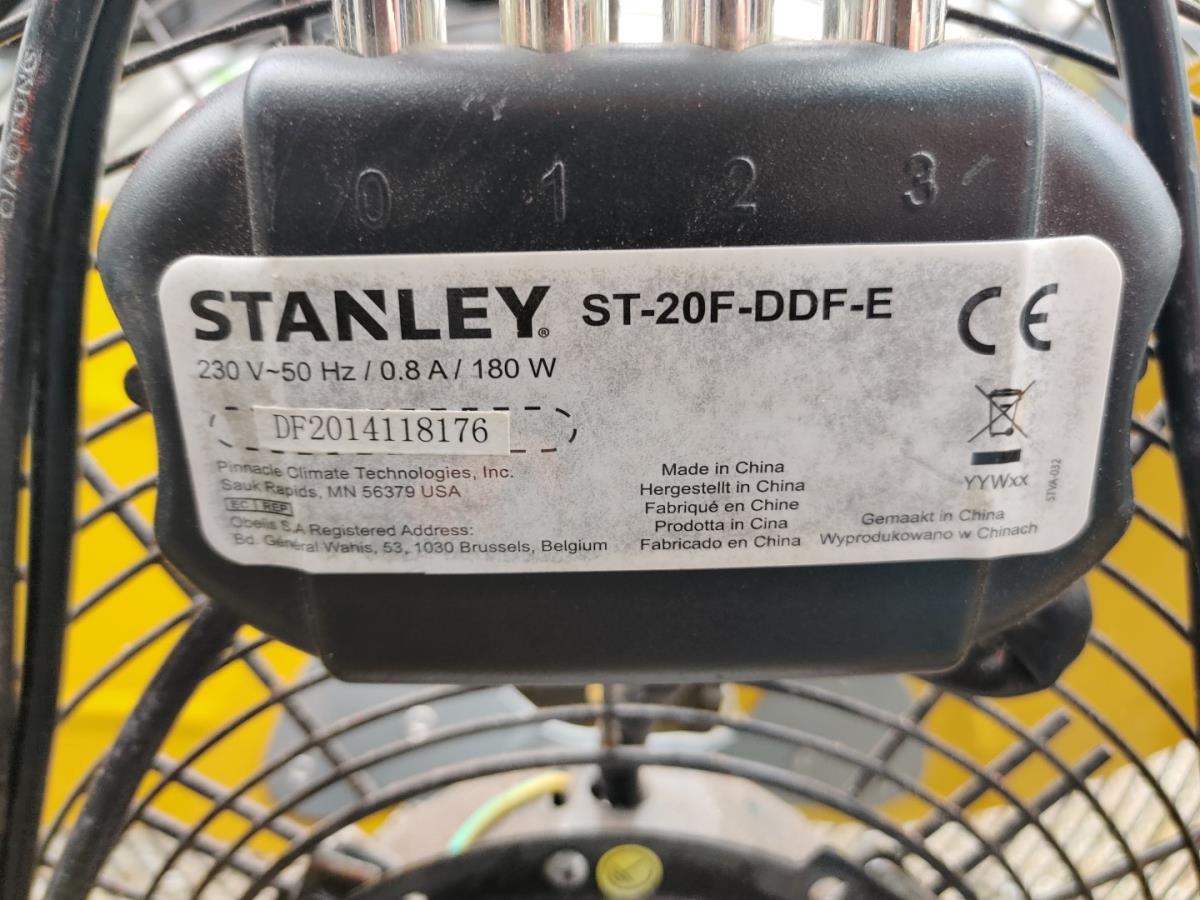 0 1 2 3
STANLEY® ST-20F-DDF-E
CE
230 V~50 Hz / 0.8 A / 180 W
DF2014118176
Pinnacle Climate Technologies, Inc.
Sauk Rapids, MN 56379 USA
EC REP
Obelis S.A Registered Address:
Bd. Général Wahis, 53, 1030 Brussels, Belgium
Made in China
Hergestellt in China
Fabriqué en Chine
Prodotta in Cina
Fabricado en China
YYWxx
STVA-032
Gemaakt in China
Wyprodukowano w Chinach